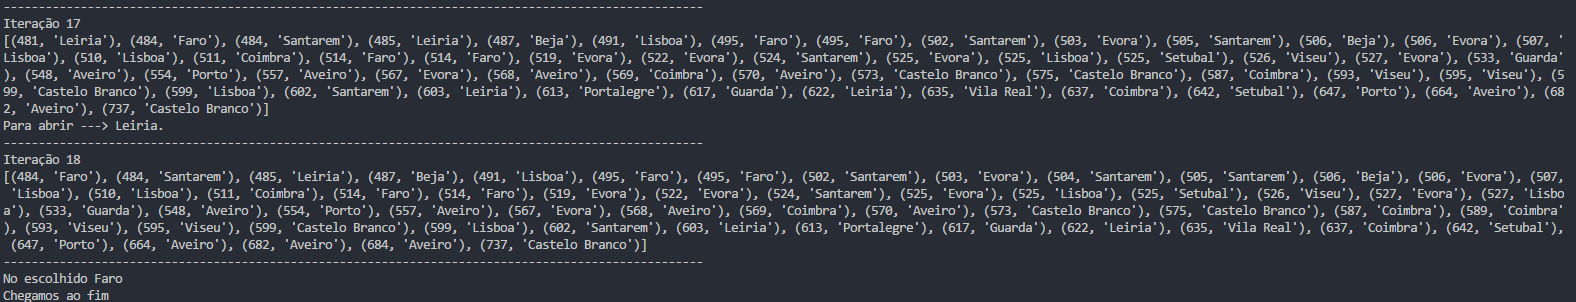 ----------------------------------------------------------------------------------------------------
Iteração 17
[(481, 'Leiria'), (484, 'Faro'), (484, 'Santarem'), (485, 'Leiria'), (487, 'Beja'), (491, 'Lisboa'), (495, 'Faro'), (495, 'Faro'), (502, 'Santarem'), (503, 'Evora'), (505, 'Santarem'), (506, 'Beja'), (506, 'Evora'), (507, '
Lisboa'), (510, 'Lisboa'), (511, 'Coimbra'), (514, 'Faro'), (514, 'Faro'), (519, 'Evora'), (522, 'Evora'), (524, 'Santarem'), (525, 'Evora'), (525, 'Lisboa'), (525, 'Setubal'), (526, 'Viseu'), (527, 'Evora'), (533, 'Guarda'
), (548, 'Aveiro'), (554, 'Porto'), (557, 'Aveiro'), (567, 'Evora'), (568, 'Aveiro'), (569, 'Coimbra'), (570, 'Aveiro'), (573, 'Castelo Branco'), (575, 'Castelo Branco'), (587, 'Coimbra'), (593, 'Viseu'), (595, 'Viseu'), (5
99, 'Castelo Branco'), (599, 'Lisboa'), (602, 'Santarem'), (603, 'Leiria'), (613, 'Portalegre'), (617, 'Guarda'), (622, 'Leiria'), (635, 'Vila Real'), (637, 'Coimbra'), (642, 'Setubal'), (647, 'Porto'), (664, 'Aveiro'), (68
2, 'Aveiro'), (737, 'Castelo Branco')]
Para abrir ---> Leiria.
----------------------------------------------------------------------------------------------------
Iteração 18
[(484, 'Faro'), (484, 'Santarem'), (485, 'Leiria'), (487, 'Beja'), (491, 'Lisboa'), (495, 'Faro'), (495, 'Faro'), (502, 'Santarem'), (503, 'Evora'), (504, 'Santarem'), (505, 'Santarem'), (506, 'Beja'), (506, 'Evora'), (507,
'Lisboa'), (510, 'Lisboa'), (511, 'Coimbra'), (514, 'Faro'), (514, 'Faro'), (519, 'Evora'), (522, 'Evora'), (524, 'Santarem'), (525, 'Evora'), (525, 'Lisboa'), (525, 'Setubal'), (526, 'Viseu'), (527, 'Evora'), (527, 'Lisbo
a'), (533, 'Guarda'), (548, 'Aveiro'), (554, 'Porto'), (557, 'Aveiro'), (567, 'Evora'), (568, 'Aveiro'), (569, 'Coimbra'), (570, 'Aveiro'), (573, 'Castelo Branco'), (575, 'Castelo Branco'), (587, 'Coimbra'), (589, 'Coimbra'
), (593, 'Viseu'), (595, 'Viseu'), (599, 'Castelo Branco'), (599, 'Lisboa'), (602, 'Santarem'), (603, 'Leiria'), (613, 'Portalegre'), (617, 'Guarda'), (622, 'Leiria'), (635, 'Vila Real'), (637, 'Coimbra'), (642, 'Setubal'),
(647, 'Porto'), (664, 'Aveiro'), (682, 'Aveiro'), (684, 'Aveiro'), (737, 'Castelo Branco')]
----------------------------------------------------------------------------------------------------
No escolhido Faro
Chegamos ao fim